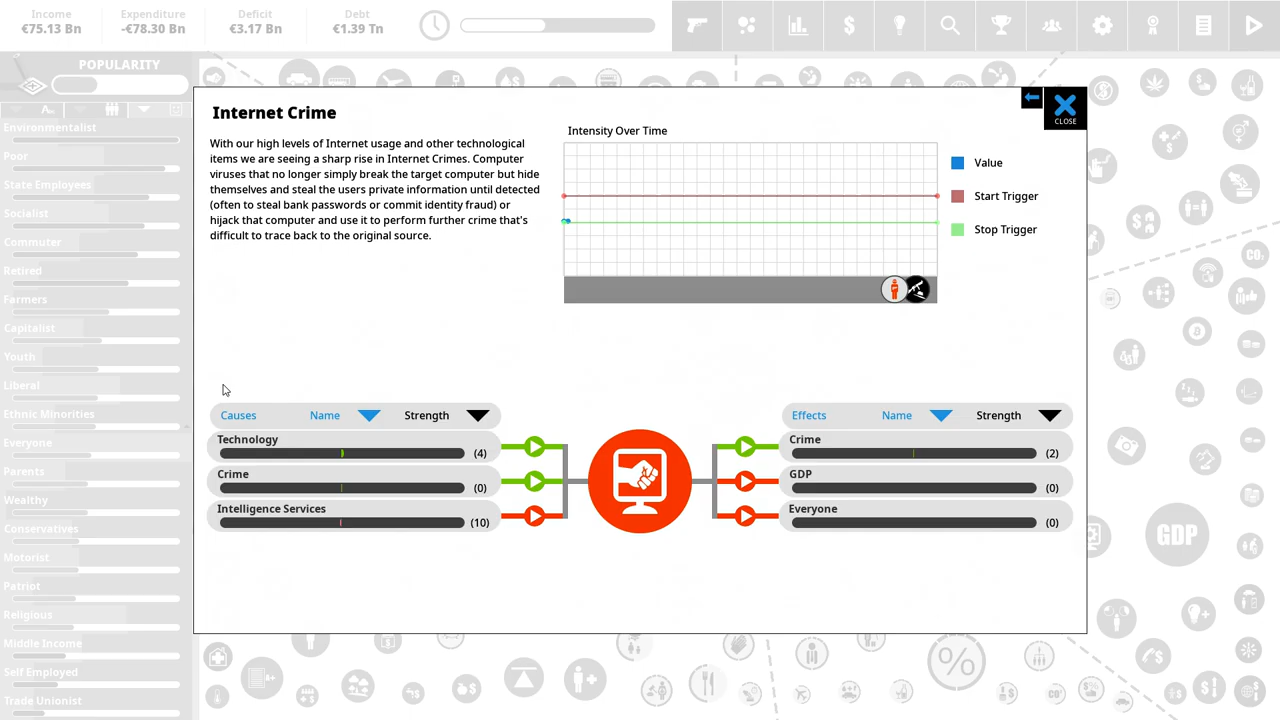 Income
Expenditure
Deficit
Debt
€75.13 Bn
-€78.30 Bn
€3.17 Bn
€1.39 Tn
POPULARITY
Environmentalist
Poor
State Employees
Socialist
Commuter
Retired
Farmers
Capitalist
Youth
Liberal
Ethnic Minorities
Everyone
Parents
Wealthy
Conservatives
Motorist
Patriot
Religious
Middle Income
Self Employed
Trade Unionist
Internet Crime
With our high levels of Internet usage and other technological
items we are seeing a sharp rise in Internet Crimes. Computer
viruses that no longer simply break the target computer but hide
themselves and steal the users private information until detected
(often to steal bank passwords or commit identity fraud) or
hijack that computer and use it to perform further crime that's
difficult to trace back to the original source.
Intensity Over Time
Value
Start Trigger
Stop Trigger
CLOSE
Causes
Name
Strength
Technology
(4)
Crime
(0)
Intelligence Services
(10)
Effects
Name
Strength
Crime
(2)
GDP
(0)
Everyone
(0)
GDP